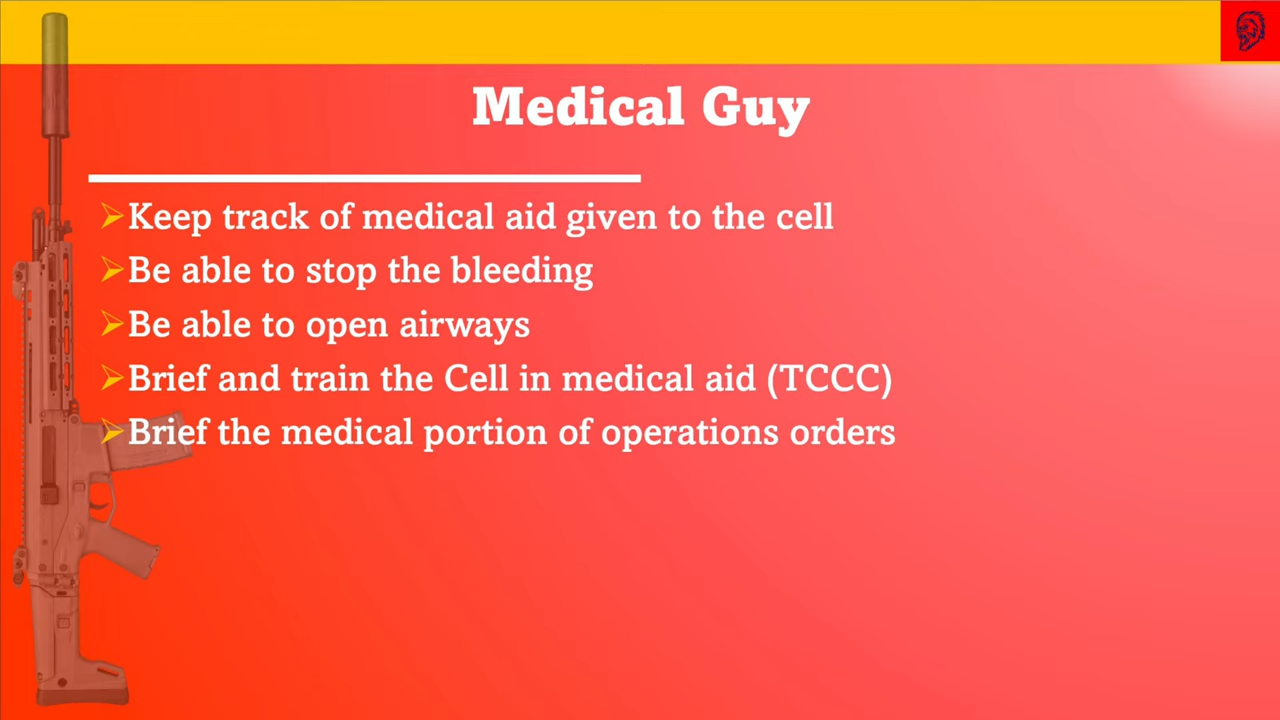 Medical Guy
Keep track of medical aid given to the cell
Be able to stop the bleeding
Be able to open airways
Brief and train the Cell in medical aid (TCCC)
Brief the medical portion of operations orders